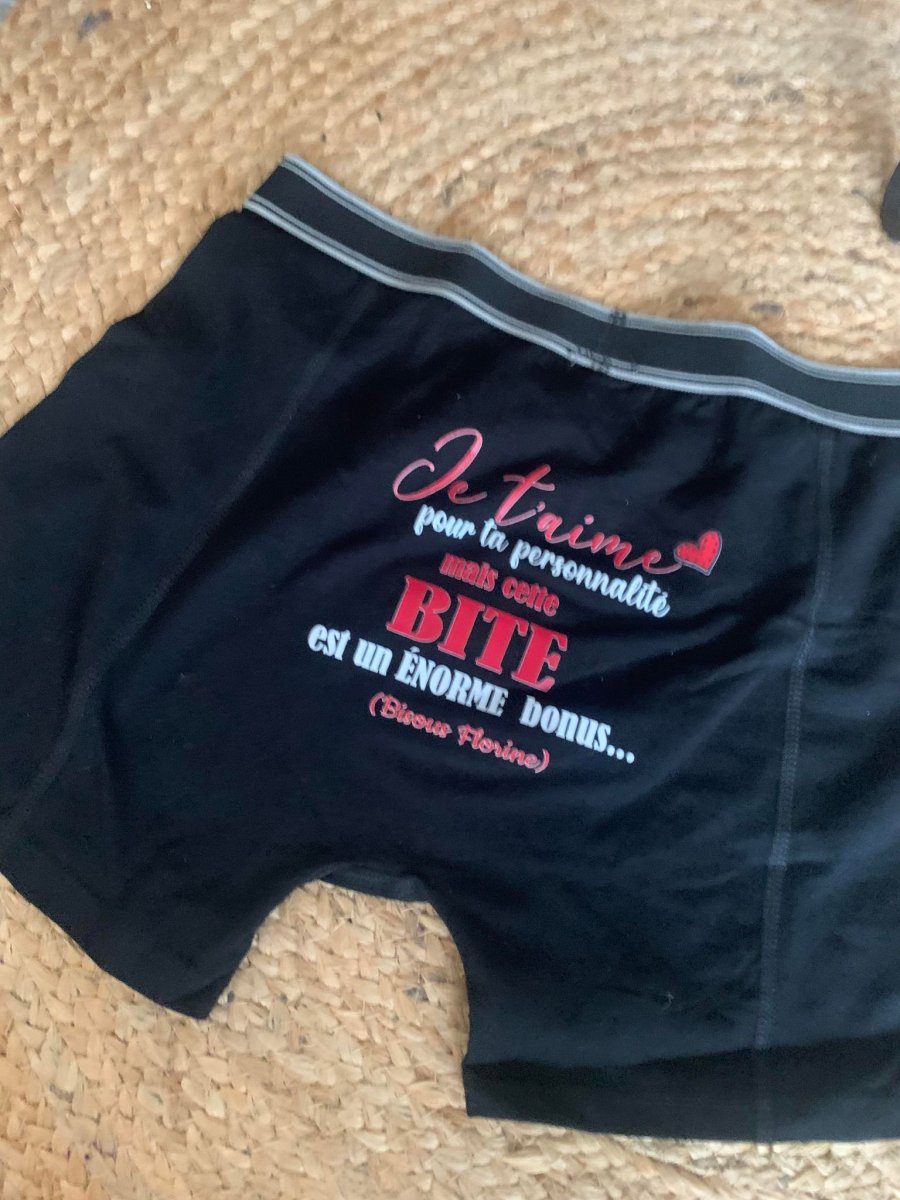 Je t'aime
pour ta personnalité
mais cette
BITE
est un ÉNORME bonus...
(Bisous Florine)